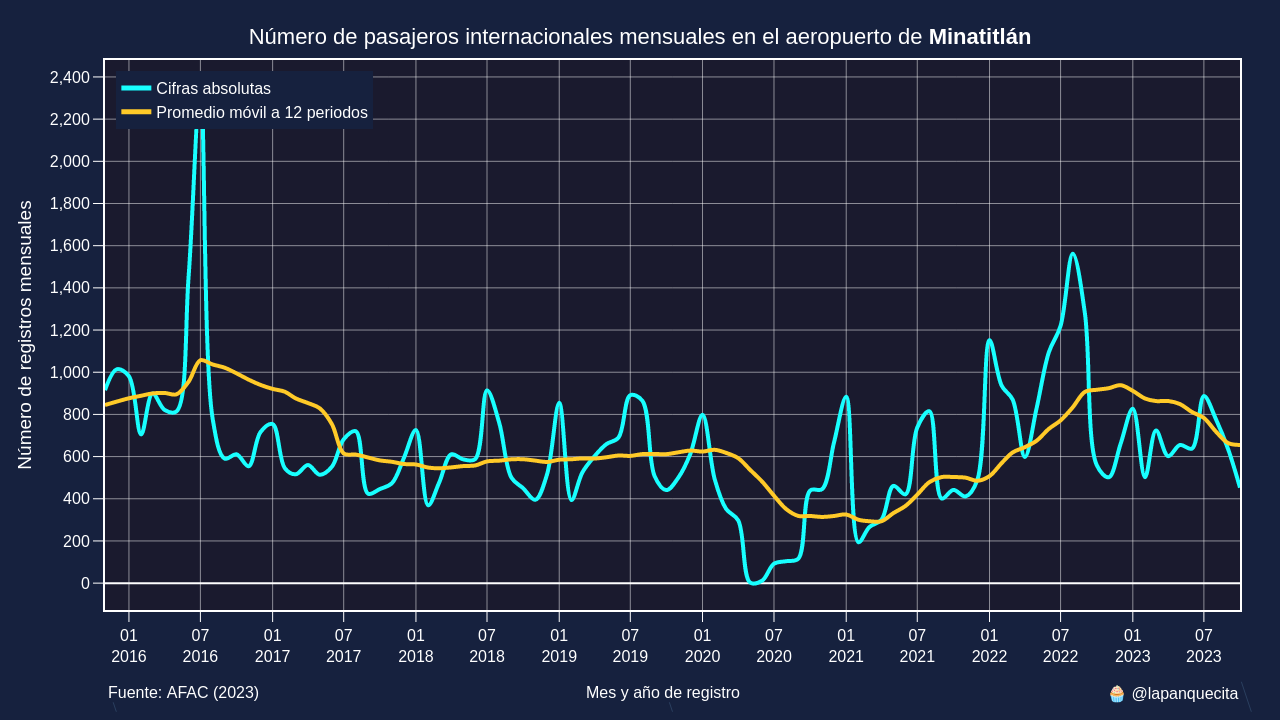 Número de pasajeros internacionales mensuales en el aeropuerto de Minatitlán
Cifras absolutas
Promedio móvil a 12 periodos
Número de registros mensuales
2,400
2,200
2,000
1,800
1,600
1,400
1,200
1,000
800
600
400
200
0
01 07 01 07 01 07 01 07 01 07 01 07 01 07 01 07
2016 2016 2017 2017 2018 2018 2019 2019 2020 2020 2021 2021 2022 2022 2023 2023
Fuente: AFAC (2023) Mes y año de registro 🧁 @lapanquecita